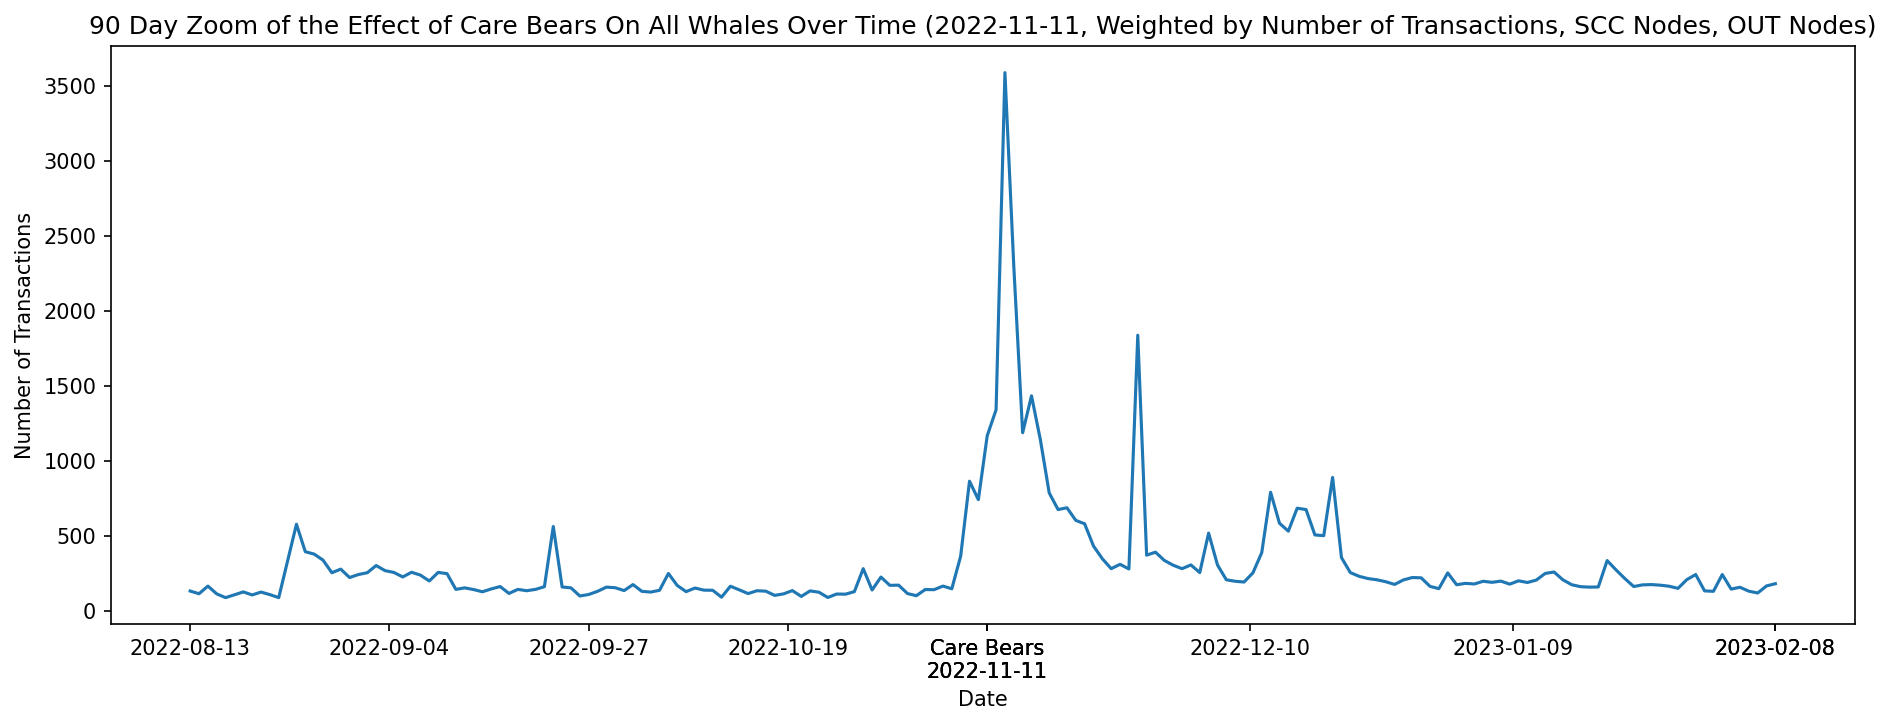 90 Day Zoom of the Effect of Care Bears On All Whales Over Time (2022-11-11, Weighted by Number of Transactions, SCC Nodes, OUT Nodes)
Number of Transactions
3500
3000
2500
2000
1500
1000
500
0
2022-08-13 2022-09-04 2022-09-27 2022-10-19 Care Bears 2022-12-10 2023-01-09 2023-02-08
2022-11-11
Date